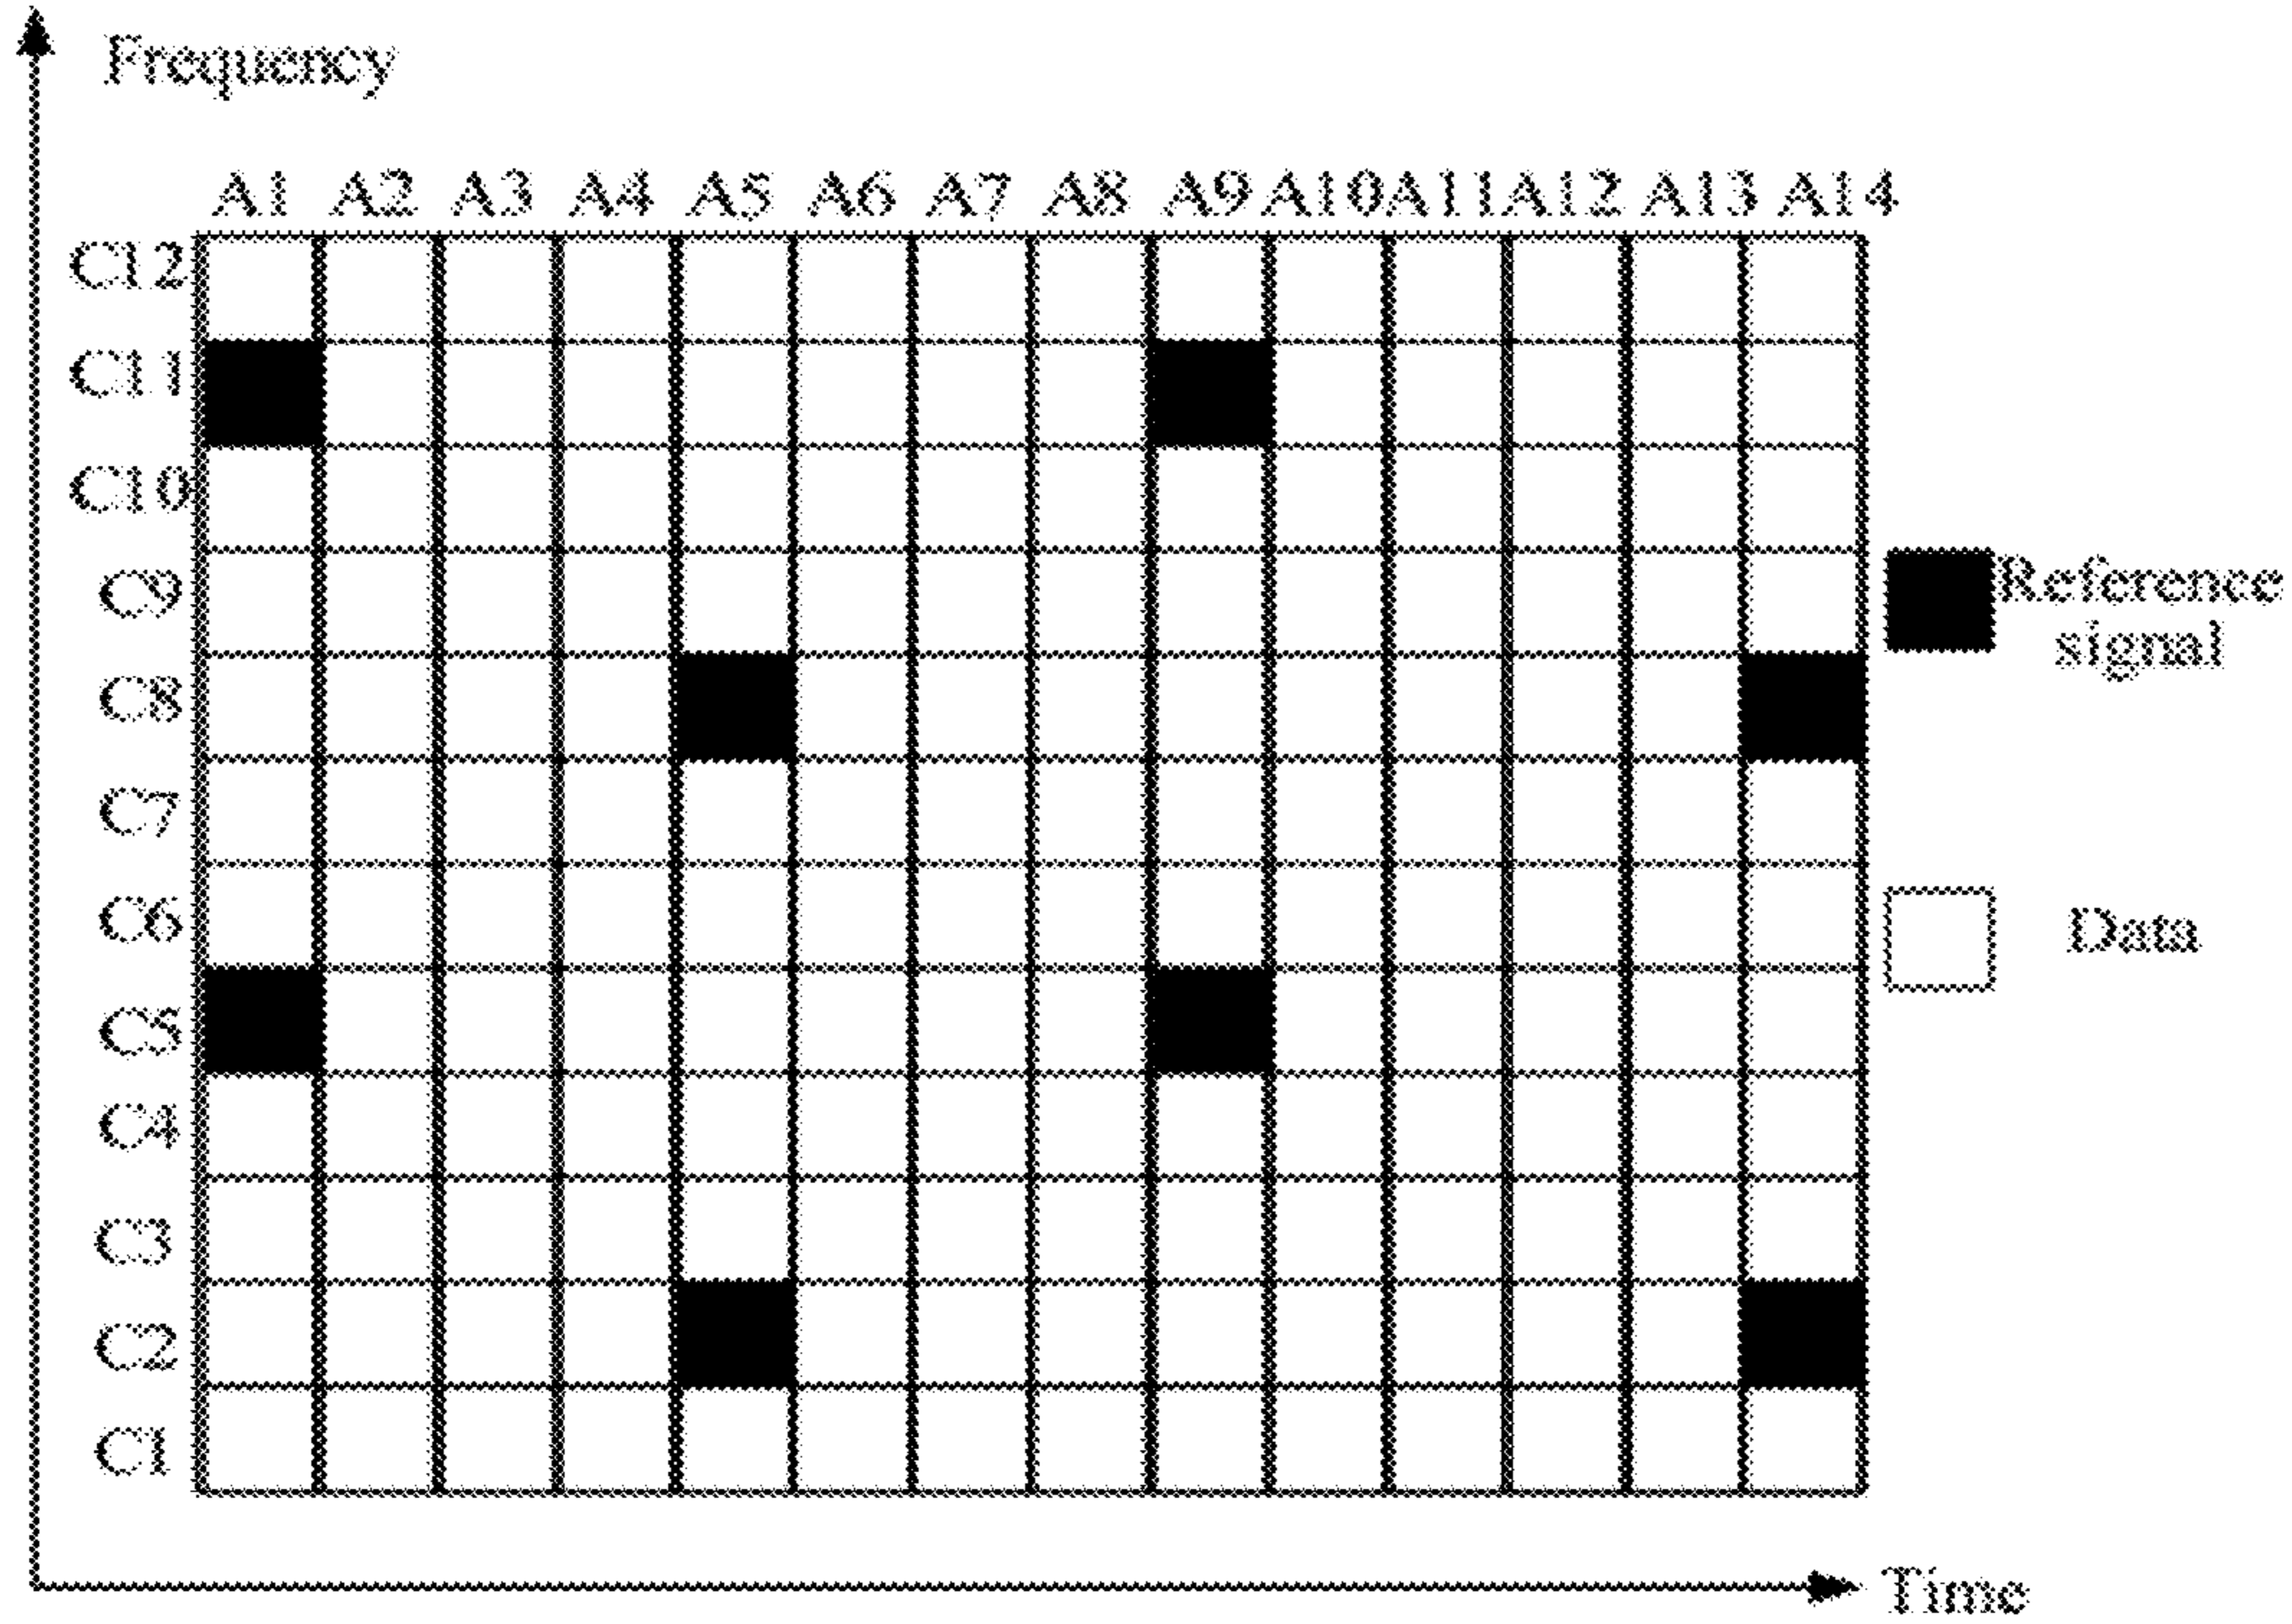 Frequency
A1 A2 A3 A4 A5 A6 A7 A8 A9 A10 A11 A12 A13 A14
C12
C11
C10
C9
C8
C7
C6
C5
C4
C3
C2
C1
Reference
signal
Data
Time